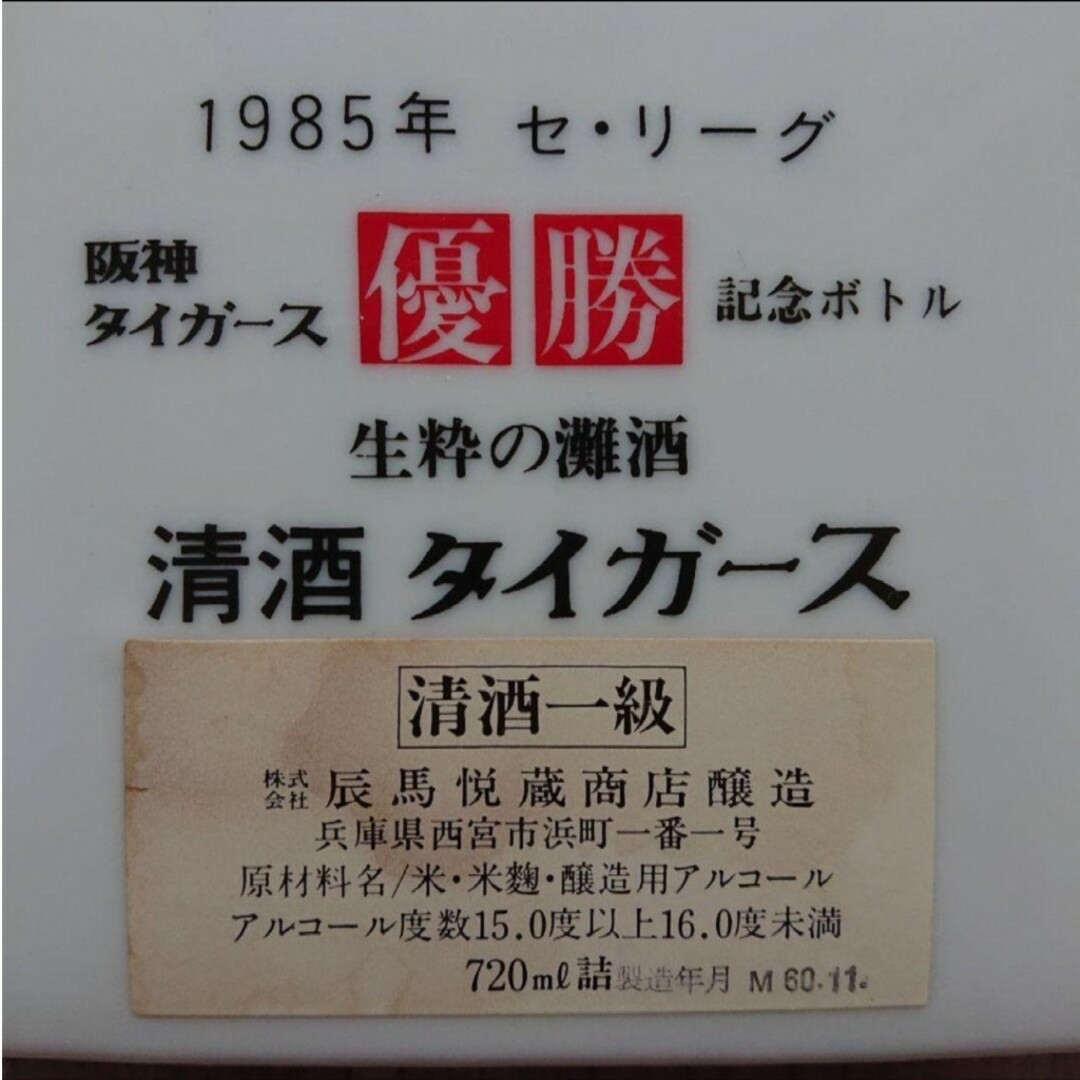 1985年 セ・リーグ
阪神タイガース 優勝 記念ボトル
生粋の灘酒
清酒 タイガース
清酒一級
株式会社 辰馬悦蔵商店醸造
兵庫県西宮市浜町一番一号
原材料名/米・米麹・醸造用アルコール
アルコール度数15.0度以上16.0度未満
720mℓ詰 製造年月 M 60.11.